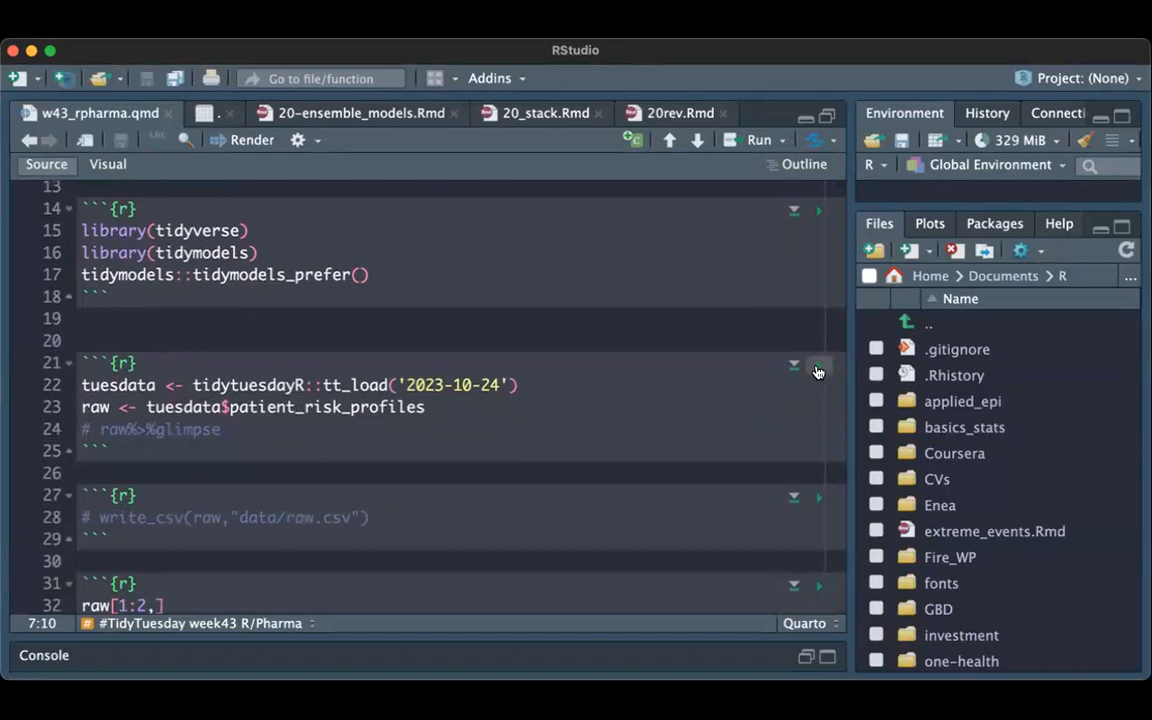 RStudio
Go to file/function
Addins
Project: (None)
w43_rpharma.qmd
.
20-ensemble_models.Rmd
20_stack.Rmd
20rev.Rmd
Environment
History
Connecti
Render
Run
329 MiB
Source
Visual
Outline
R
Global Environment
13
14 ```{r}
15 library(tidyverse)
16 library(tidymodels)
17 tidymodels::tidymodels_prefer()
18 ```
19
20
21 ```{r}
22 tuesdata <- tidytuesdayR::tt_load('2023-10-24')
23 raw <- tuesdata$patient_risk_profiles
24 # raw%>%glimpse
25 ```
26
27 ```{r}
28 # write_csv(raw,"data/raw.csv")
29 ```
30
31 ```{r}
32 raw[1:2,]
7:10
#TidyTuesday week43 R/Pharma
Quarto
Console
Files
Plots
Packages
Help
Home
Documents
R
...
Name
..
.gitignore
.Rhistory
applied_epi
basics_stats
Coursera
CVs
Enea
extreme_events.Rmd
Fire_WP
fonts
GBD
investment
one-health